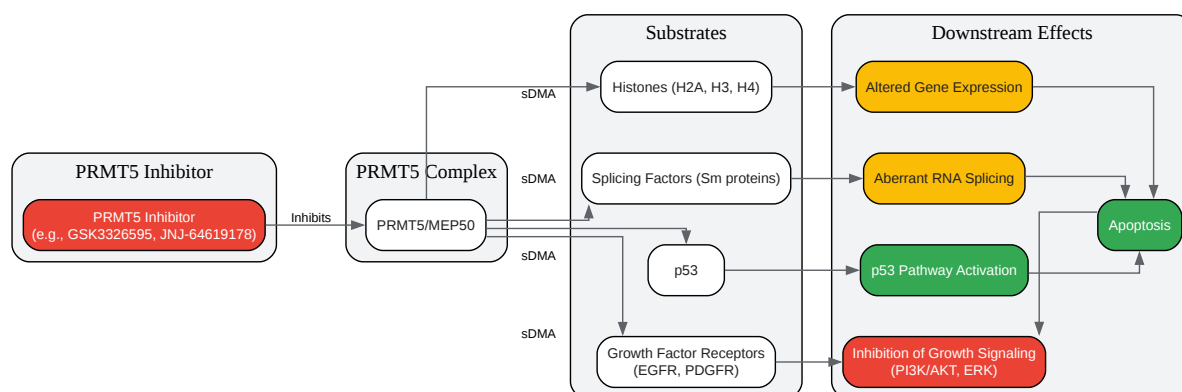 Substrates
Downstream Effects
sDMA
Histones (H2A, H3, H4)
Altered Gene Expression
PRMT5 Inhibitor
PRMT5 Complex
sDMA
Splicing Factors (Sm proteins)
Aberrant RNA Splicing
PRMT5 Inhibitor
(e.g., GSK3326595, JNJ-64619178)
Inhibits
PRMT5/MEP50
Apoptosis
sDMA
p53
p53 Pathway Activation
sDMA
Growth Factor Receptors
(EGFR, PDGFR)
Inhibition of Growth Signaling
(PI3K/AKT, ERK)